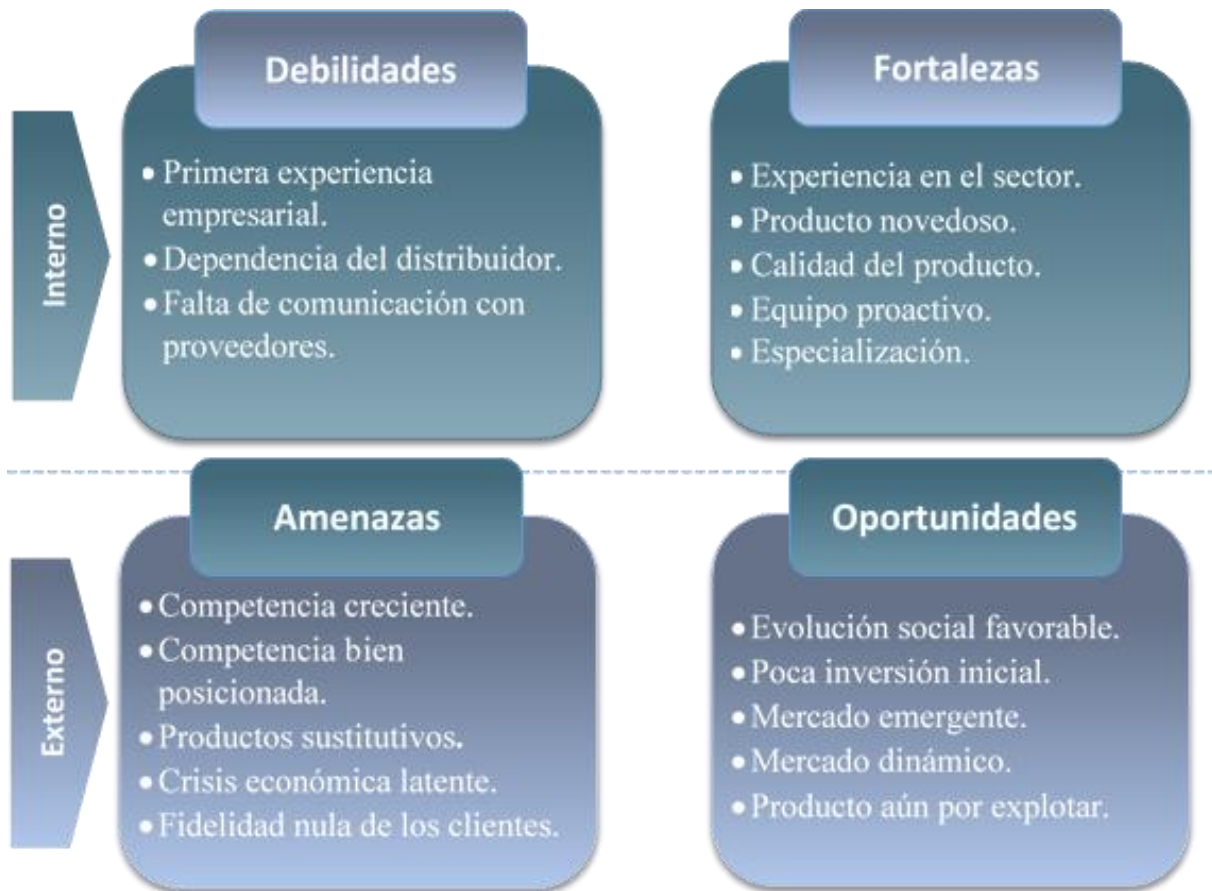 Interno
Debilidades
• Primera experiencia
empresarial.
• Dependencia del distribuidor.
• Falta de comunicación con
proveedores.
Fortalezas
• Experiencia en el sector.
• Producto novedoso.
• Calidad del producto.
• Equipo proactivo.
• Especialización.
Externo
Amenazas
• Competencia creciente.
• Competencia bien
posicionada.
• Productos sustitutivos.
• Crisis económica latente.
• Fidelidad nula de los clientes.
Oportunidades
• Evolución social favorable.
• Poca inversión inicial.
• Mercado emergente.
• Mercado dinámico.
• Producto aún por explotar.